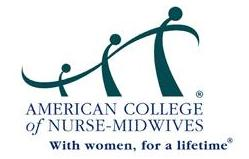 ®
AMERICAN COLLEGE
of NURSE-MIDWIVES
With women, for a lifetime®